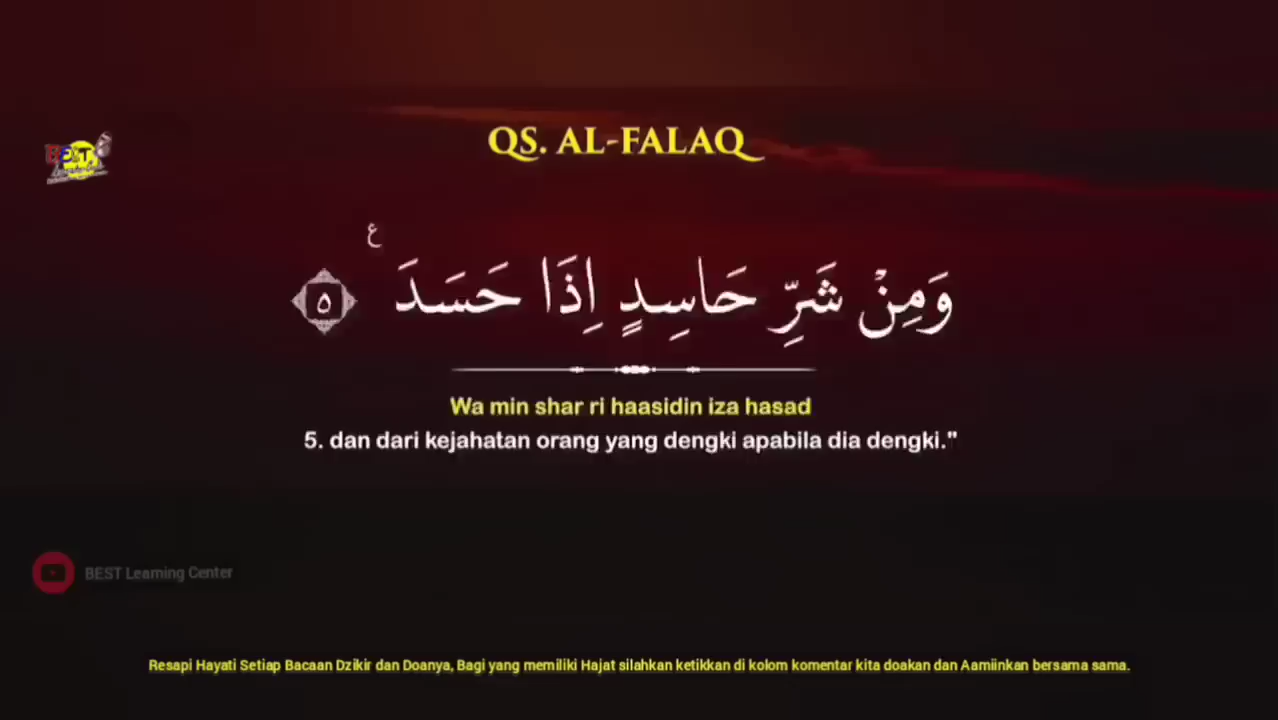 QS. AL-FALAQ
ع
وَمِنْ شَرِّ حَاسِدٍ اِذَا حَسَدَ ۝٥
Wa min shar ri haasidin iza hasad
5. dan dari kejahatan orang yang dengki apabila dia dengki."
BEST Learning Center
Resapi Hayati Setiap Bacaan Dzikir dan Doanya, Bagi yang memiliki Hajat silahkan ketikkan di kolom komentar kita doakan dan Aamiinkan bersama sama.